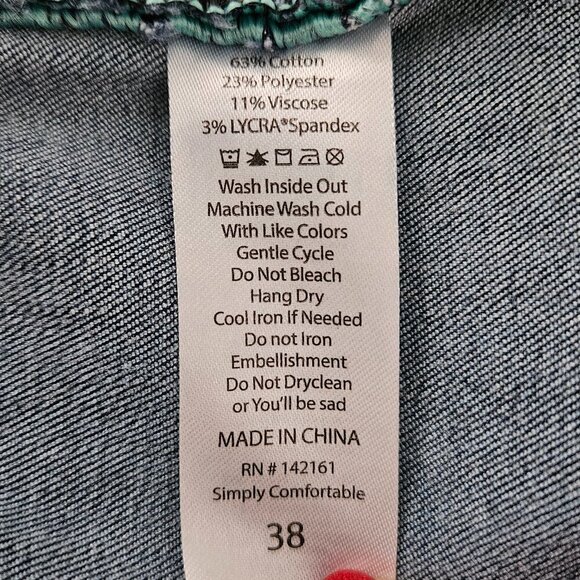 63% Cotton
23% Polyester
11% Viscose
3% LYCRA®Spandex
Wash Inside Out
Machine Wash Cold
With Like Colors
Gentle Cycle
Do Not Bleach
Hang Dry
Cool Iron If Needed
Do not Iron
Embellishment
Do Not Dryclean
or You'll be sad
MADE IN CHINA
RN # 142161
Simply Comfortable
38